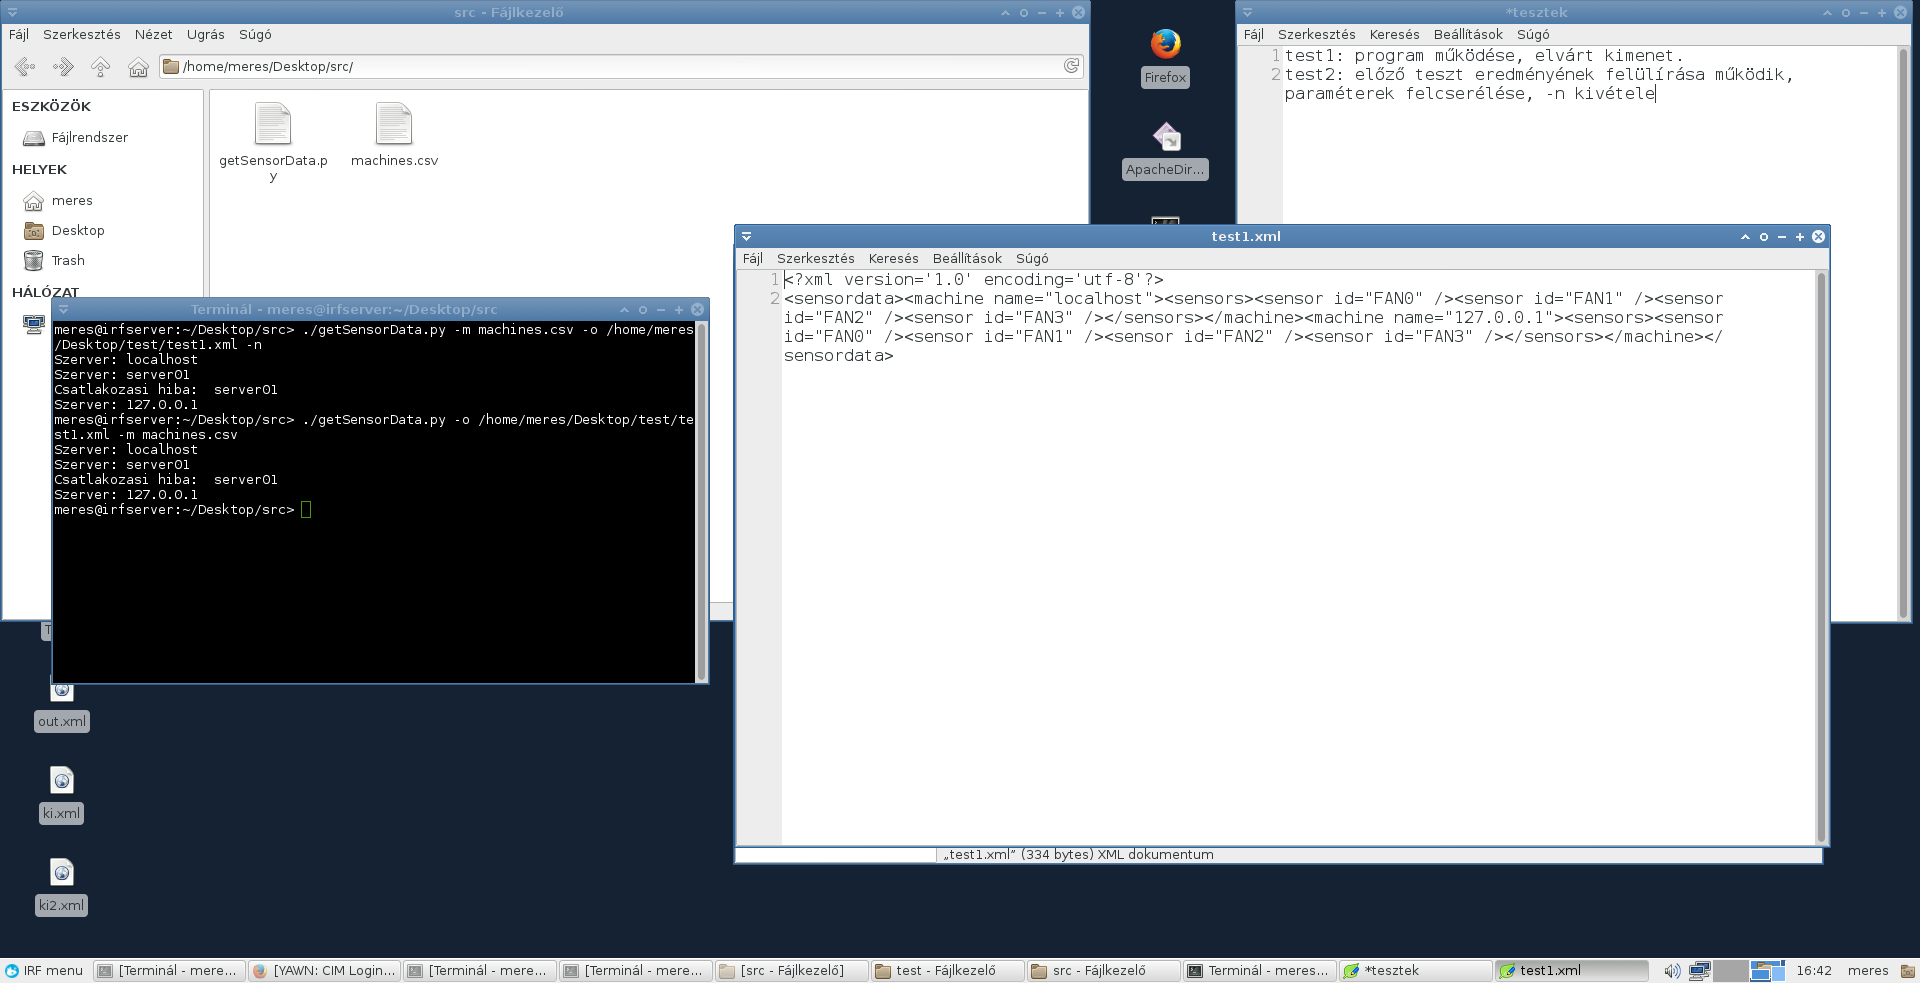 src - Fájlkezelő
Fájl Szerkesztés Nézet Ugrás Súgó
/home/meres/Desktop/src/
ESZKÖZÖK
Fájlrendszer
HELYEK
meres
Desktop
Trash
HÁLÓZAT
getSensorData.p
y
machines.csv
Firefox
ApacheDir...
*tesztek
Fájl Szerkesztés Keresés Beállítások Súgó
1 test1: program működése, elvárt kimenet.
2 test2: előző teszt eredményének felülírása működik,
paraméterek felcserélése, -n kivétele
Terminál - meres@irfserver:~/Desktop/src
meres@irfserver:~/Desktop/src> ./getSensorData.py -m machines.csv -o /home/meres
/Desktop/test/test1.xml -n
Szerver: localhost
Szerver: server01
Csatlakozasi hiba:  server01
Szerver: 127.0.0.1
meres@irfserver:~/Desktop/src> ./getSensorData.py -o /home/meres/Desktop/test/te
st1.xml -m machines.csv
Szerver: localhost
Szerver: server01
Csatlakozasi hiba:  server01
Szerver: 127.0.0.1
meres@irfserver:~/Desktop/src>
test1.xml
Fájl Szerkesztés Keresés Beállítások Súgó
1 <?xml version='1.0' encoding='utf-8'?>
2 <sensordata><machine name="localhost"><sensors><sensor id="FAN0" /><sensor id="FAN1" /><sensor
id="FAN2" /><sensor id="FAN3" /></sensors></machine><machine name="127.0.0.1"><sensors><sensor
id="FAN0" /><sensor id="FAN1" /><sensor id="FAN2" /><sensor id="FAN3" /></sensors></machine></
sensordata>
„test1.xml” (334 bytes) XML dokumentum
T
out.xml
ki.xml
ki2.xml
IRF menu [Terminál - mere... [YAWN: CIM Login... [Terminál - mere... [Terminál - mere... [src - Fájlkezelő] test - Fájlkezelő src - Fájlkezelő Terminál - meres... *tesztek test1.xml 16:42 meres